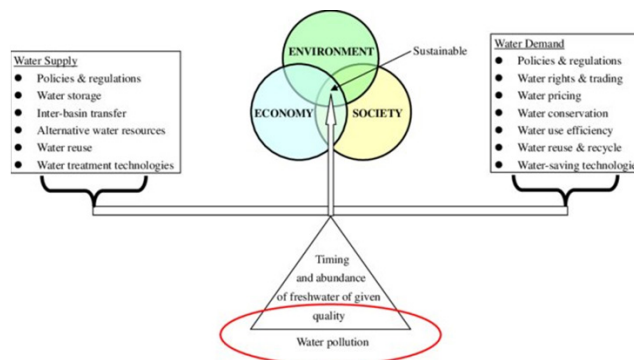 ENVIRONMENT
Sustainable
ECONOMY
SOCIETY
Water Supply
● Policies & regulations
● Water storage
● Inter-basin transfer
● Alternative water resources
● Water reuse
● Water treatment technologies
Water Demand
● Policies & regulations
● Water rights & trading
● Water pricing
● Water conservation
● Water use efficiency
● Water reuse & recycle
● Water-saving technologie
Timing
and abundance
of freshwater of given
quality
Water pollution